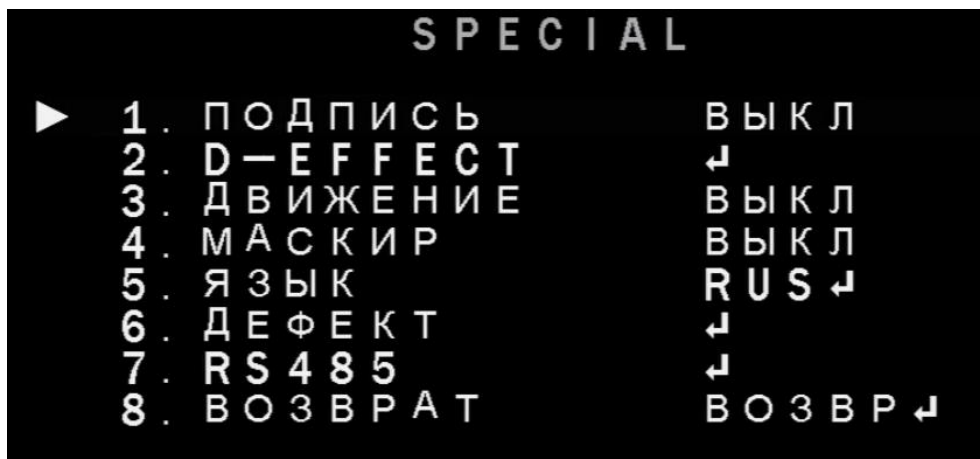 SPECIAL
1. ПОДПИСЬ ВЫКЛ
2. D-EFFECT ↲
3. ДВИЖЕНИЕ ВЫКЛ
4. МАСКИР ВЫКЛ
5. ЯЗЫК RUS↲
6. ДЕФЕКТ ↲
7. RS485 ↲
8. ВОЗВРАТ ВОЗВР↲